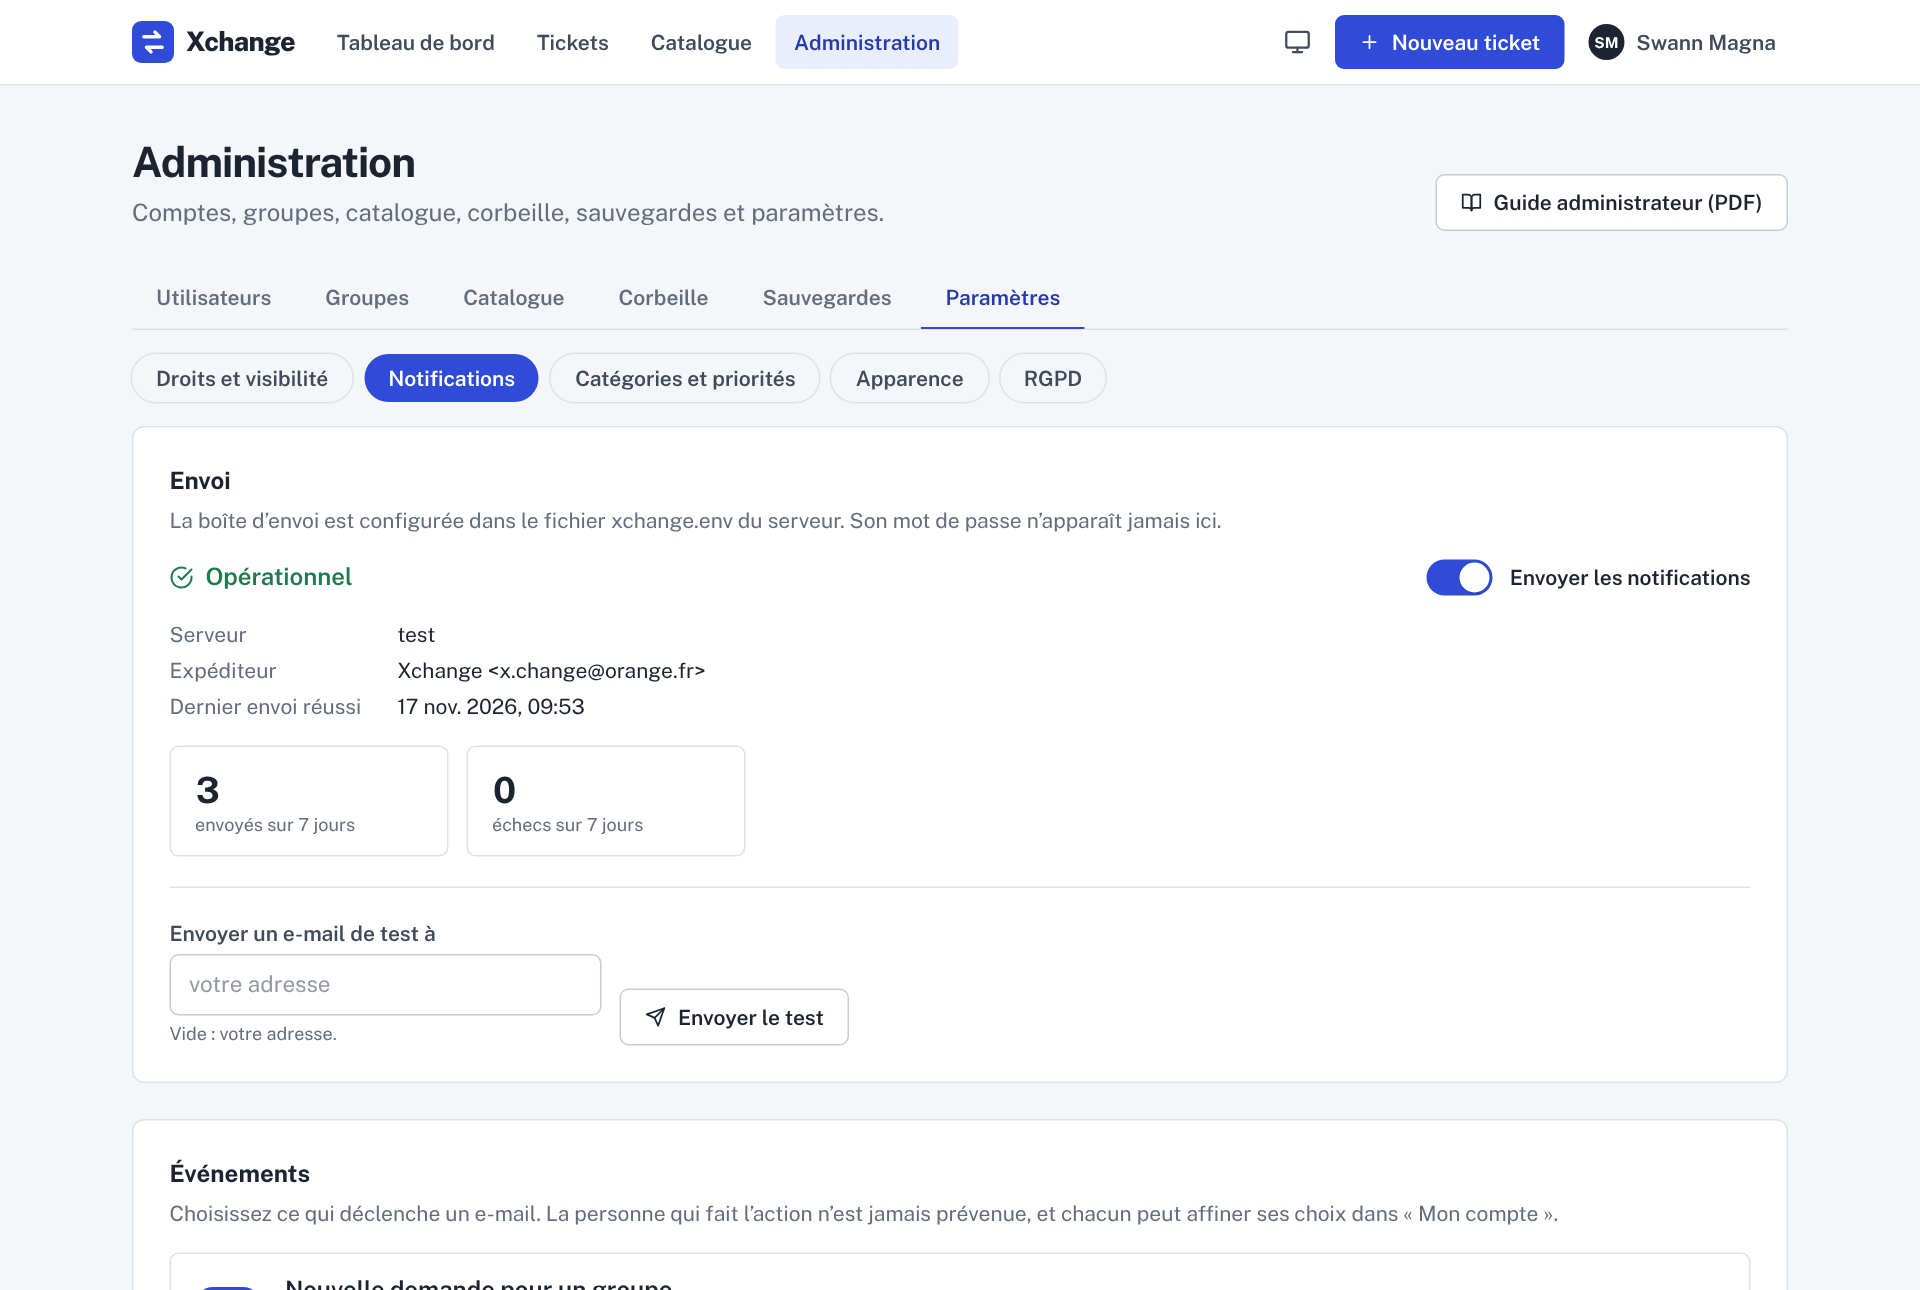 Xchange
Tableau de bord
Tickets
Catalogue
Administration
Nouveau ticket
SM
Swann Magna
Administration
Comptes, groupes, catalogue, corbeille, sauvegardes et paramètres.
Guide administrateur (PDF)
Utilisateurs
Groupes
Catalogue
Corbeille
Sauvegardes
Paramètres
Droits et visibilité
Notifications
Catégories et priorités
Apparence
RGPD
Envoi
La boîte d’envoi est configurée dans le fichier xchange.env du serveur. Son mot de passe n’apparaît jamais ici.
Opérationnel
Envoyer les notifications
Serveur test
Expéditeur Xchange <x.change@orange.fr>
Dernier envoi réussi 17 nov. 2026, 09:53
3
envoyés sur 7 jours
0
échecs sur 7 jours
Envoyer un e-mail de test à
votre adresse
Vide : votre adresse.
Envoyer le test
Événements
Choisissez ce qui déclenche un e-mail. La personne qui fait l’action n’est jamais prévenue, et chacun peut affiner ses choix dans « Mon compte ».
Nouvelle demande pour un groupe